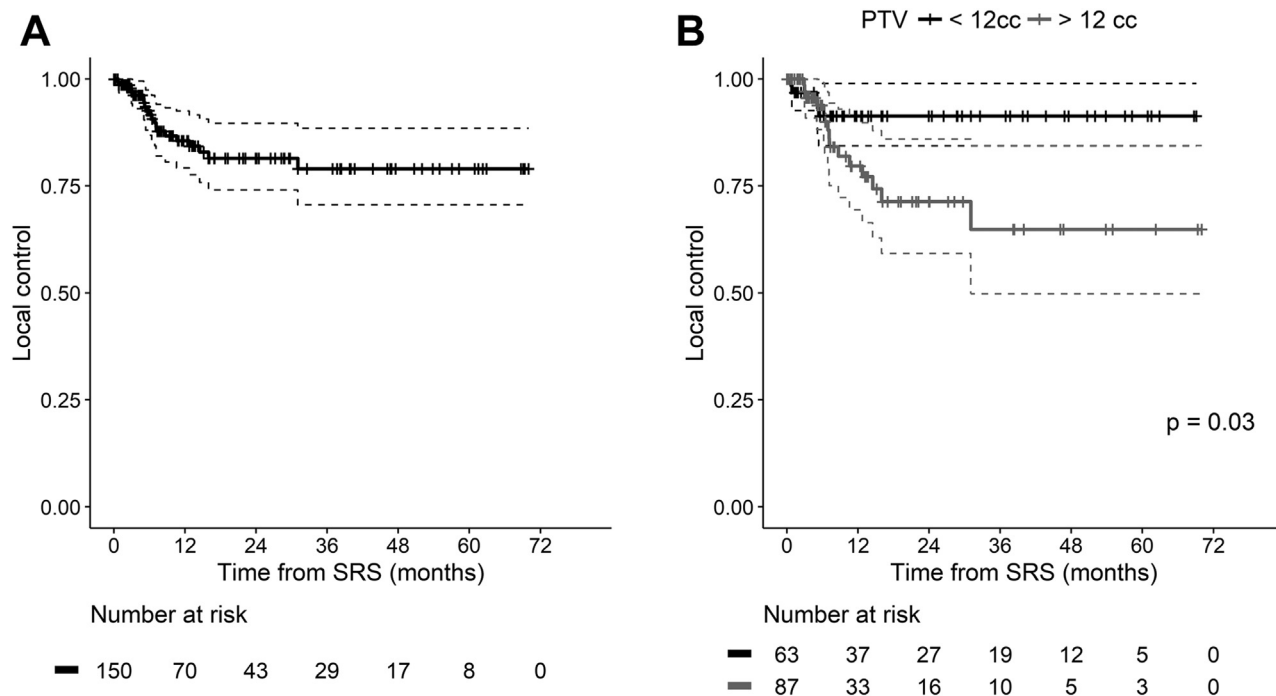 A
1.00
0.75
0.50
0.25
0.00
Local control
0 12 24 36 48 60 72
Time from SRS (months)
Number at risk
150 70 43 29 17 8 0
B
PTV < 12cc > 12 cc
1.00
0.75
0.50
0.25
0.00
Local control
p = 0.03
0 12 24 36 48 60 72
Time from SRS (months)
Number at risk
63 37 27 19 12 5 0
87 33 16 10 5 3 0